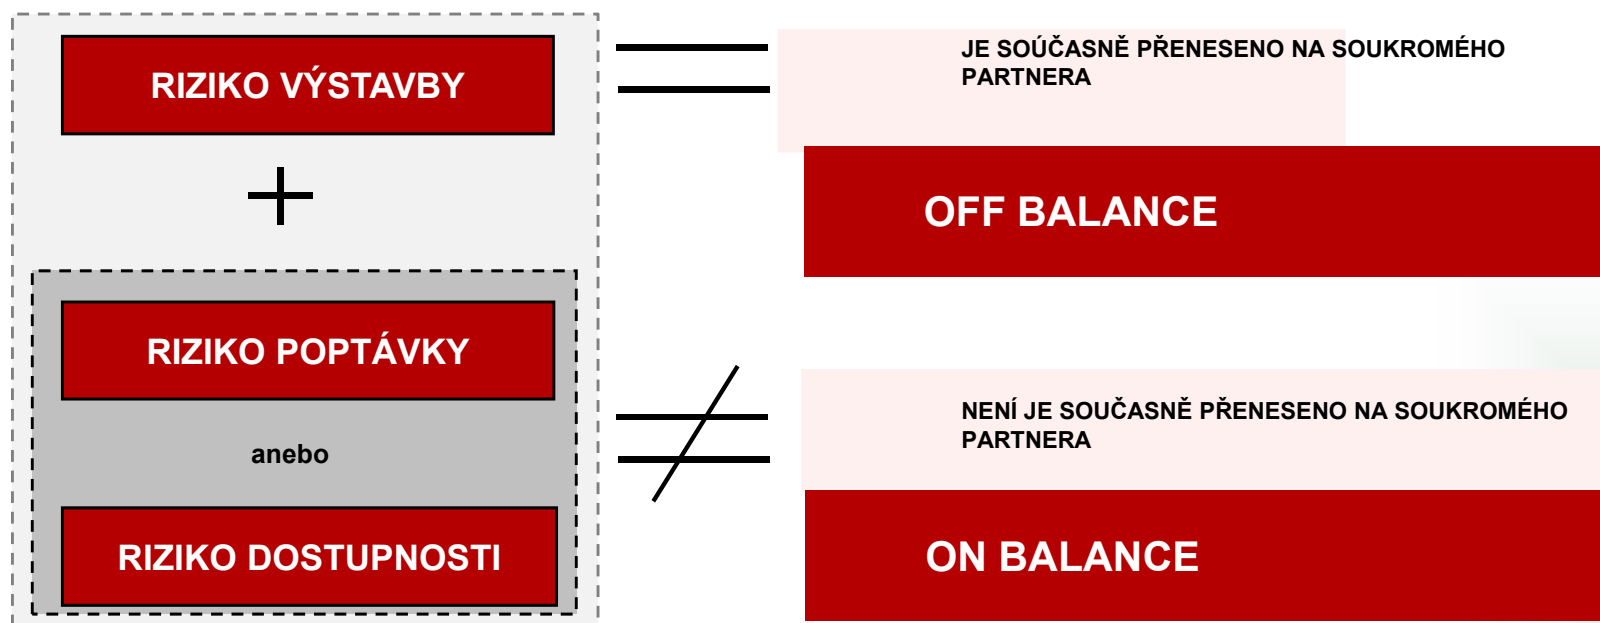 RIZIKO VÝSTAVBY
JE SOÚČASNĚ PŘENESENO NA SOUKROMÉHO
PARTNERA
OFF BALANCE
RIZIKO POPTÁVKY
anebo
RIZIKO DOSTUPNOSTI
NENÍ JE SOUČASNĚ PŘENESENO NA SOUKROMÉHO
PARTNERA
ON BALANCE